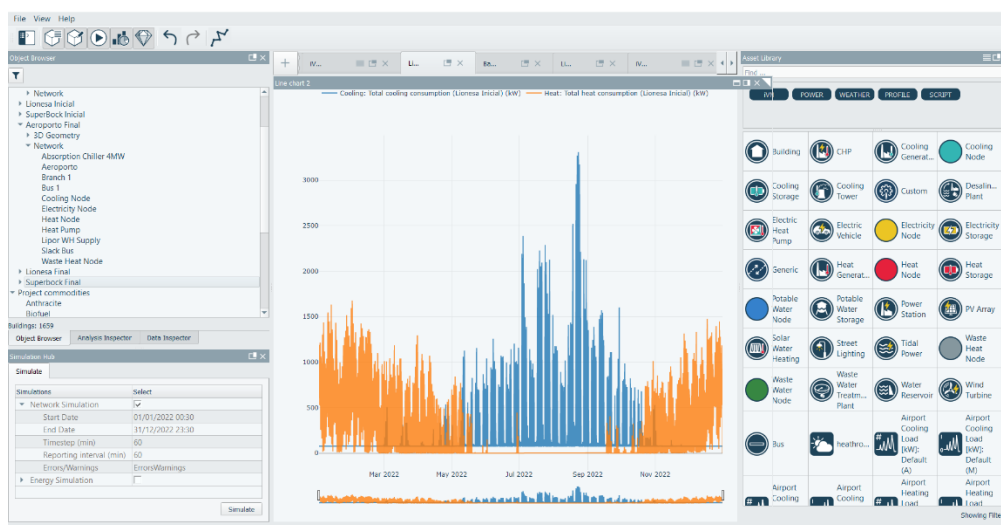 File View Help
Object Browser
Network
Lionesa Inicial
SuperBock Inicial
Aeroporto Final
3D Geometry
Network
Absorption Chiller 4MW
Aeroporto
Branch 1
Bus 1
Cooling Node
Electricity Node
Heat Node
Heat Pump
Lipor WH Supply
Slack Bus
Waste Heat Node
Lionesa Final
Superbock Final
Project commodities
Anthracite
Biofuel
Buildings: 1659
Object Browser Analysis Inspector Data Inspector
Simulation Hub
Simulate
Simulations Select
Network Simulation
Start Date 01/01/2022 00:30
End Date 31/12/2022 23:30
Timestep (min) 60
Reporting interval (min) 60
Errors/Warnings ErrorsWarnings
Energy Simulation
Simulate
IV... Li... Li... IV...
Line chart 2
Cooling: Total cooling consumption (Lionesa Inicial) (kW) Heat: Total heat consumption (Lionesa Inicial) (kW)
3000
2500
2000
1500
1000
500
0
Mar 2022 May 2022 Jul 2022 Sep 2022 Nov 2022
Asset Library
Find ...
POWER WEATHER PROFILE SCRIPT
Building CHP Cooling Generat... Cooling Node
Cooling Storage Cooling Tower Custom Desalin... Plant
Electric Heat Pump Electric Vehicle Electricity Node Electricity Storage
Generic Heat Generat... Heat Node Heat Storage
Potable Water Node Potable Water Storage Power Station PV Array
Solar Water Heating Street Lighting Tidal Power Waste Heat Node
Waste Water Node Waste Water Treatm... Plant Water Reservoir Wind Turbine
Bus heathro... Airport Cooling Load [kW]: Default (A) Airport Cooling Load [kW]: Default (M)
Airport Cooling Airport Cooling Airport Heating Load Airport Heating Load
Showing Filte